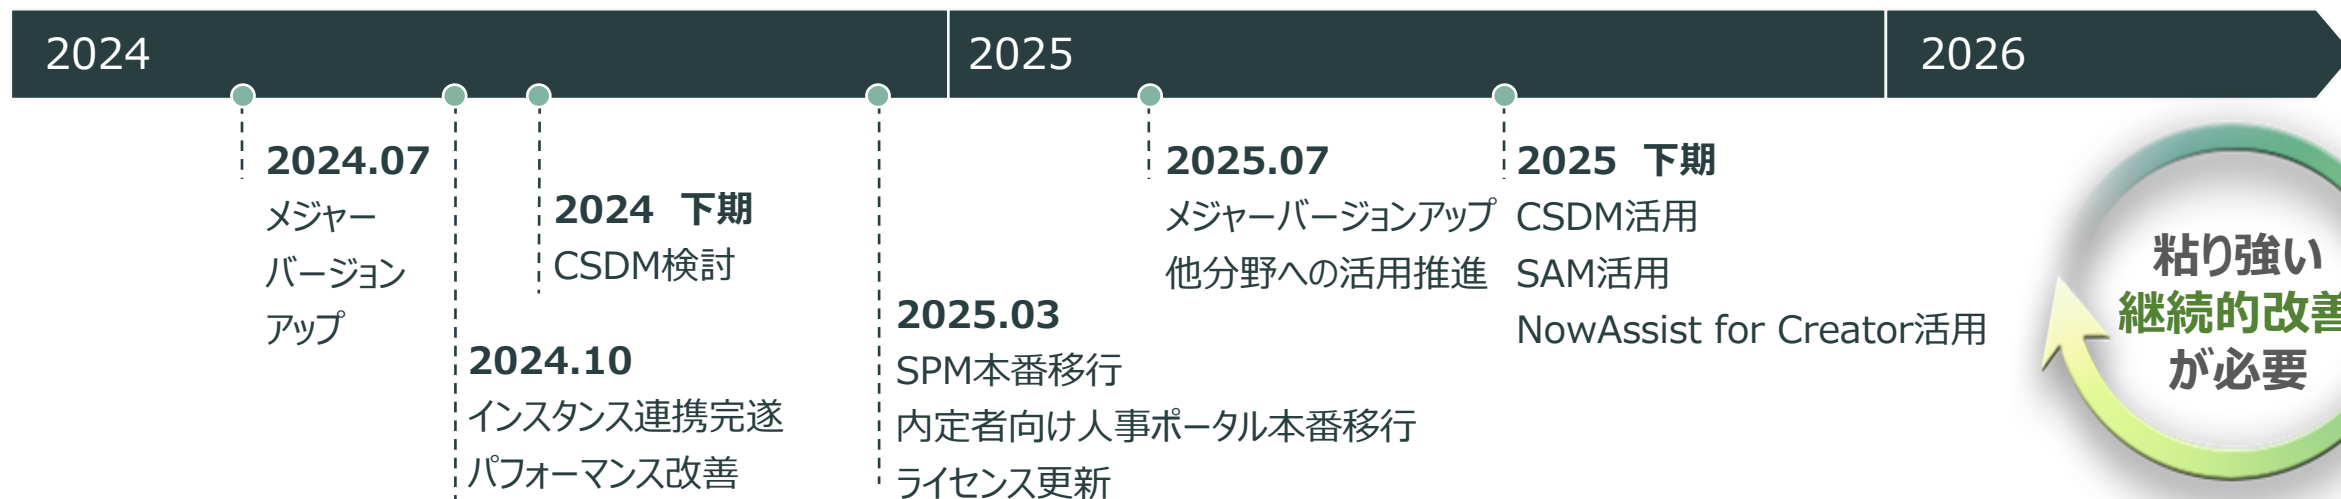 2024
2025
2026
2024.07
メジャー
バージョン
アップ
2024.10
インスタンス連携完遂
パフォーマンス改善
2024 下期
CSDM検討
2025.03
SPM本番移行
内定者向け人事ポータル本番移行
ライセンス更新
2025.07
メジャーバージョンアップ
他分野への活用推進
2025 下期
CSDM活用
SAM活用
NowAssist for Creator活用
粘り強い
継続的改善
が必要